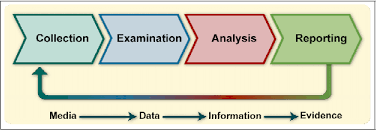 Collection Examination Analysis Reporting
Media Data Information Evidence